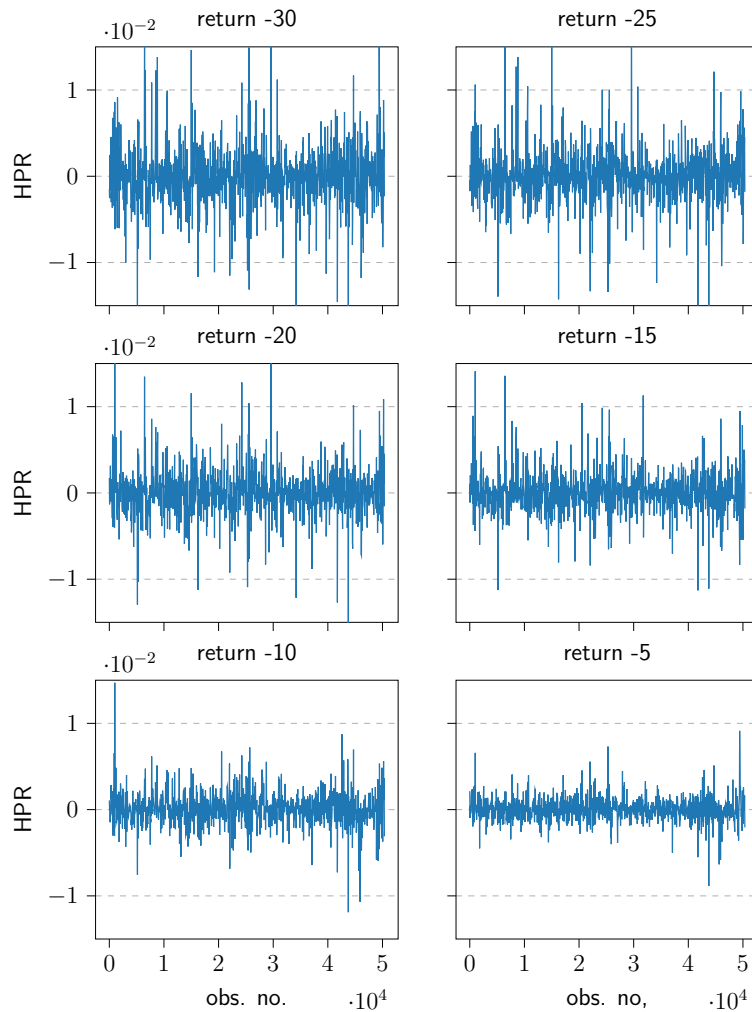 ·10⁻² return -30 return -25
1
HPR 0
−1
·10⁻² return -20 return -15
1
HPR 0
−1
·10⁻² return -10 return -5
1
HPR 0
−1
0 1 2 3 4 5 0 1 2 3 4 5
obs. no. ·10⁴ obs. no, ·10⁴